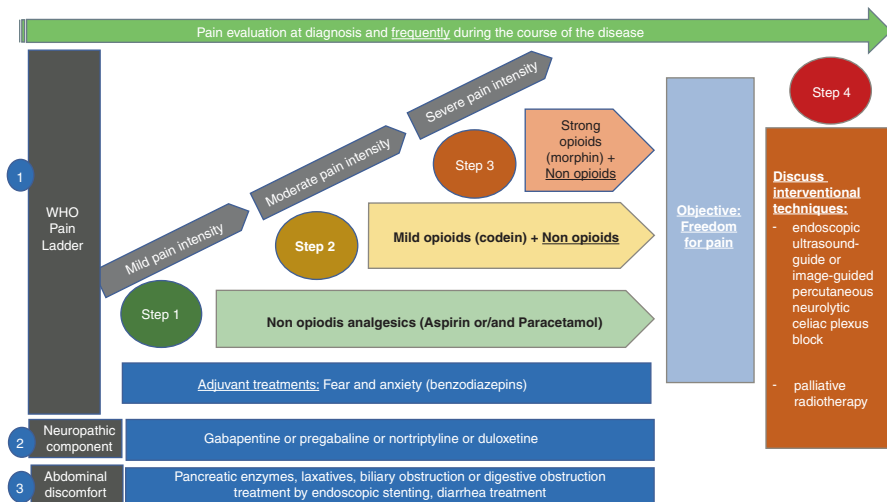 Pain evaluation at diagnosis and frequently during the course of the disease
1
WHO
Pain
Ladder
Mild pain intensity
Moderate pain intensity
Severe pain intensity
Step 1
Step 2
Step 3
Step 4
Strong
opioids
(morphin) +
Non opioids
Mild opioids (codein) + Non opioids
Non opiodis analgesics (Aspirin or/and Paracetamol)
Adjuvant treatments: Fear and anxiety (benzodiazepins)
Objective:
Freedom
for pain
Discuss
interventional
techniques:
- endoscopic
ultrasound-
guide or
image-guided
percutaneous
neurolytic
celiac plexus
block
- palliative
radiotherapy
2
Neuropathic
component
Gabapentine or pregabaline or nortriptyline or duloxetine
3
Abdominal
discomfort
Pancreatic enzymes, laxatives, biliary obstruction or digestive obstruction
treatment by endoscopic stenting, diarrhea treatment